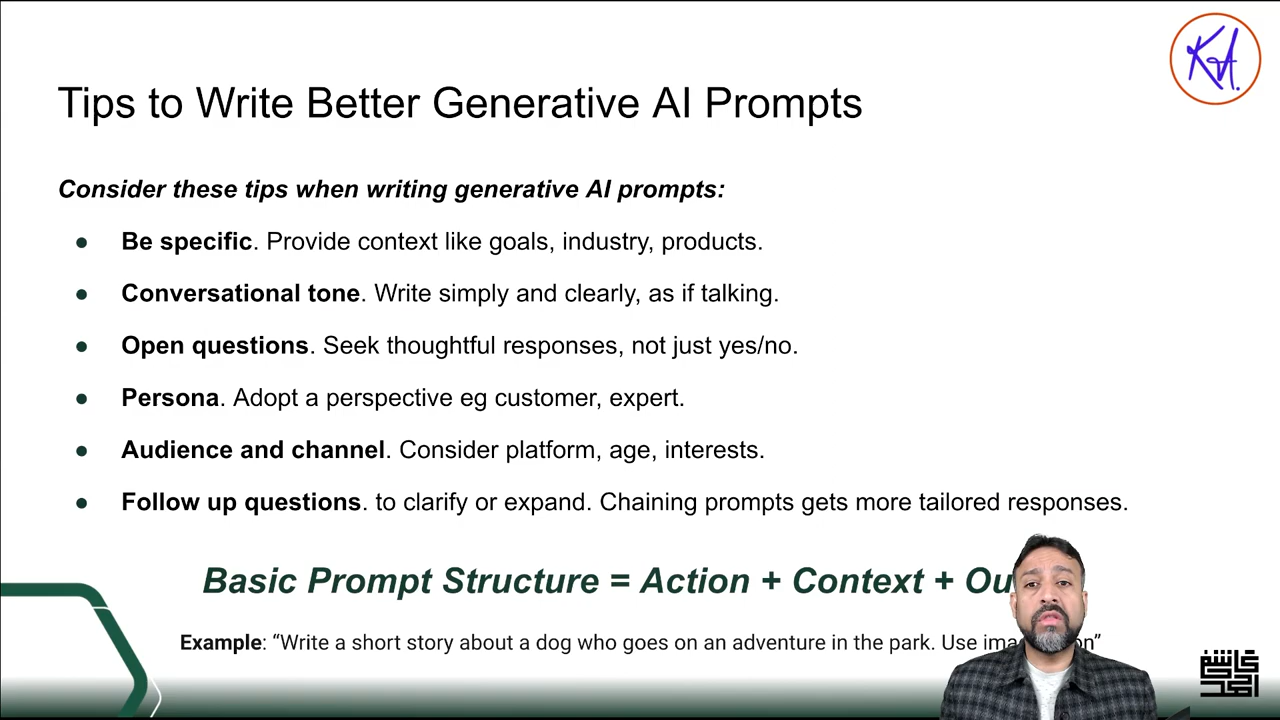 KA.
Tips to Write Better Generative AI Prompts
Consider these tips when writing generative AI prompts:
● Be specific. Provide context like goals, industry, products.
● Conversational tone. Write simply and clearly, as if talking.
● Open questions. Seek thoughtful responses, not just yes/no.
● Persona. Adopt a perspective eg customer, expert.
● Audience and channel. Consider platform, age, interests.
● Follow up questions. to clarify or expand. Chaining prompts gets more tailored responses.
Basic Prompt Structure = Action + Context +
Example: “Write a short story about a dog who goes on an adventure in the park. Use